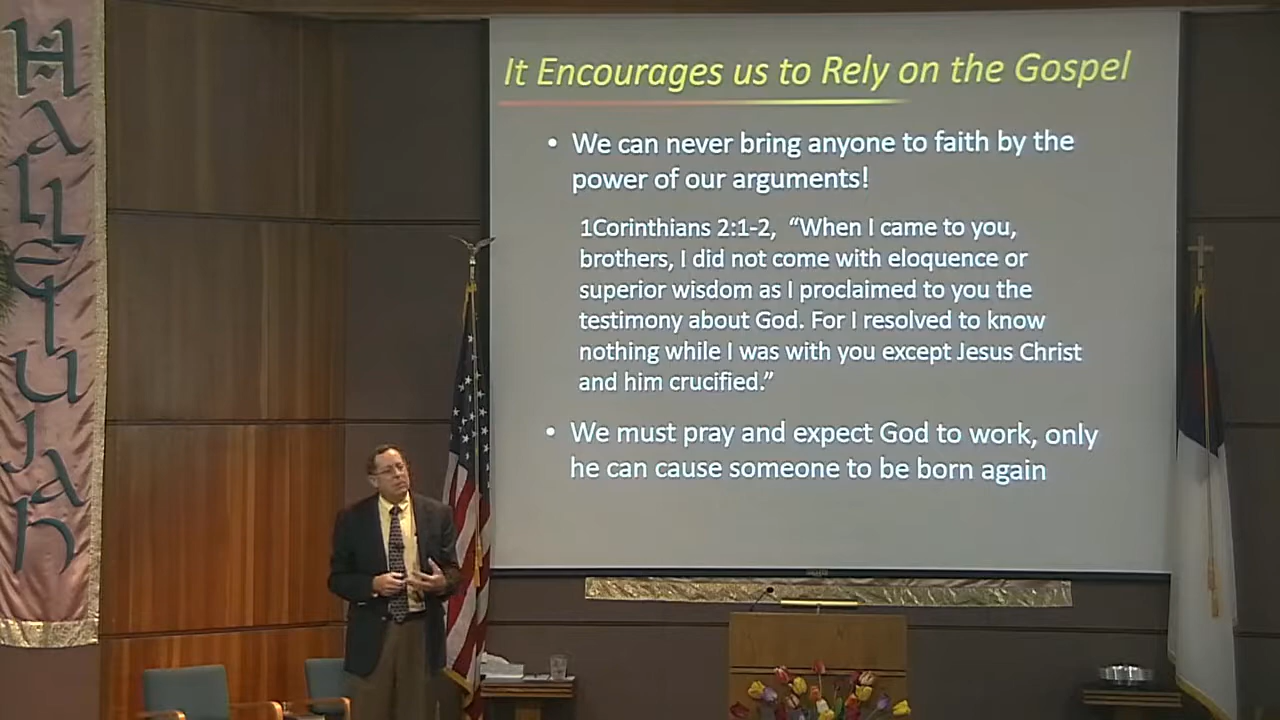 Hallelujah
It Encourages us to Rely on the Gospel
• We can never bring anyone to faith by the
power of our arguments!
1Corinthians 2:1-2, “When I came to you,
brothers, I did not come with eloquence or
superior wisdom as I proclaimed to you the
testimony about God. For I resolved to know
nothing while I was with you except Jesus Christ
and him crucified.”
• We must pray and expect God to work, only
he can cause someone to be born again